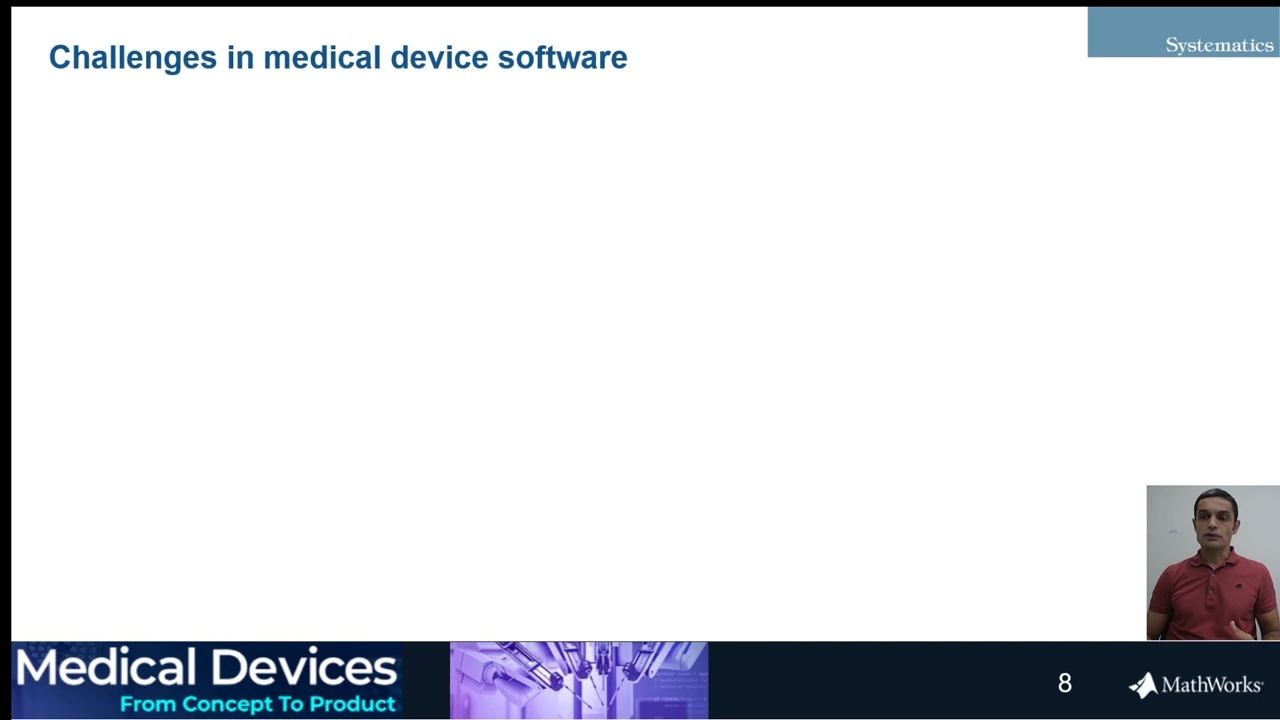 Challenges in medical device software
Systematics
Medical Devices
From Concept To Product
8
MathWorks